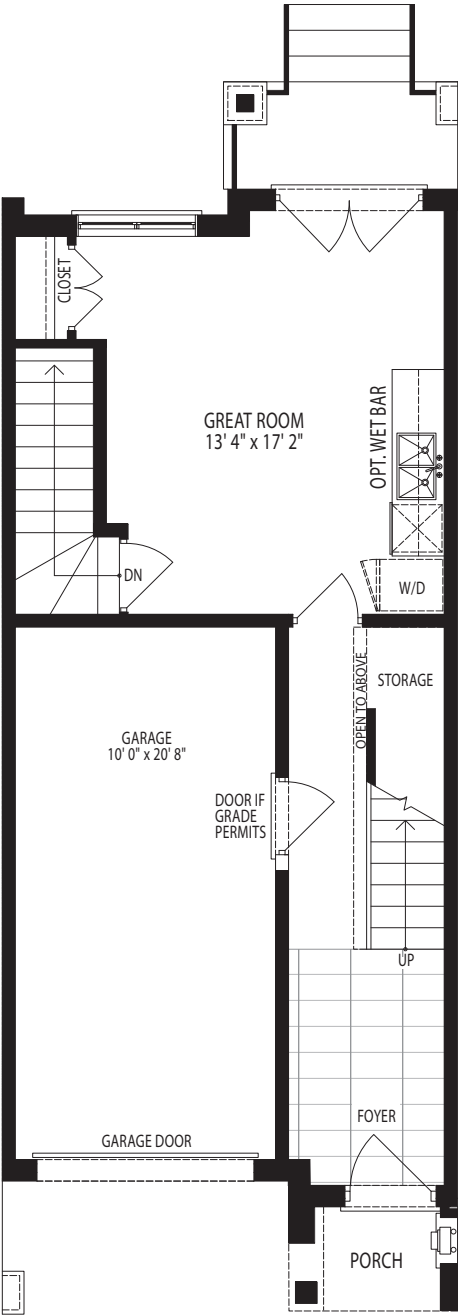 CLOSET
GREAT ROOM
13' 4" x 17' 2"
OPT. WET BAR
DN
W/D
OPEN TO ABOVE
STORAGE
GARAGE
10' 0" x 20' 8"
DOOR IF
GRADE
PERMITS
UP
FOYER
GARAGE DOOR
PORCH